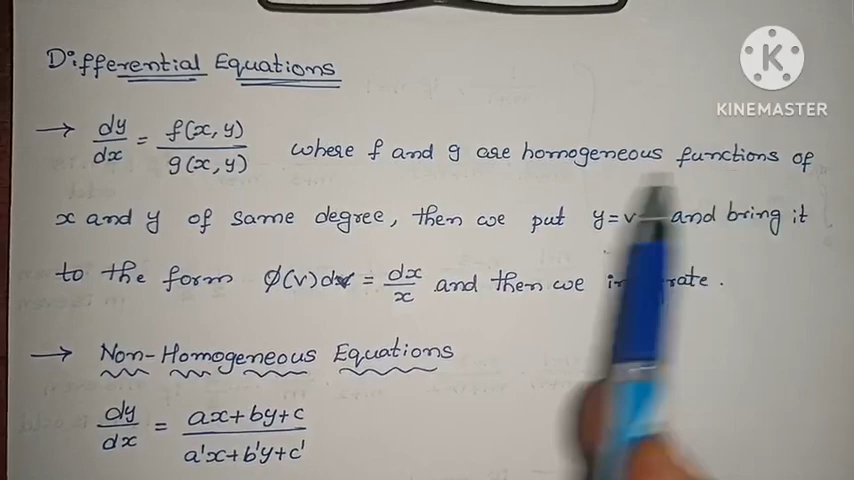 Differential Equations
K
KINEMASTER
→ dy/dx = f(x, y)/g(x, y) where f and g are homogeneous functions of
x and y of same degree, then we put y=v and bring it
to the form φ(v)dv = dx/x and then we
→ Non-Homogeneous Equations
dy/dx = ax+by+c/a'x+b'y+c'